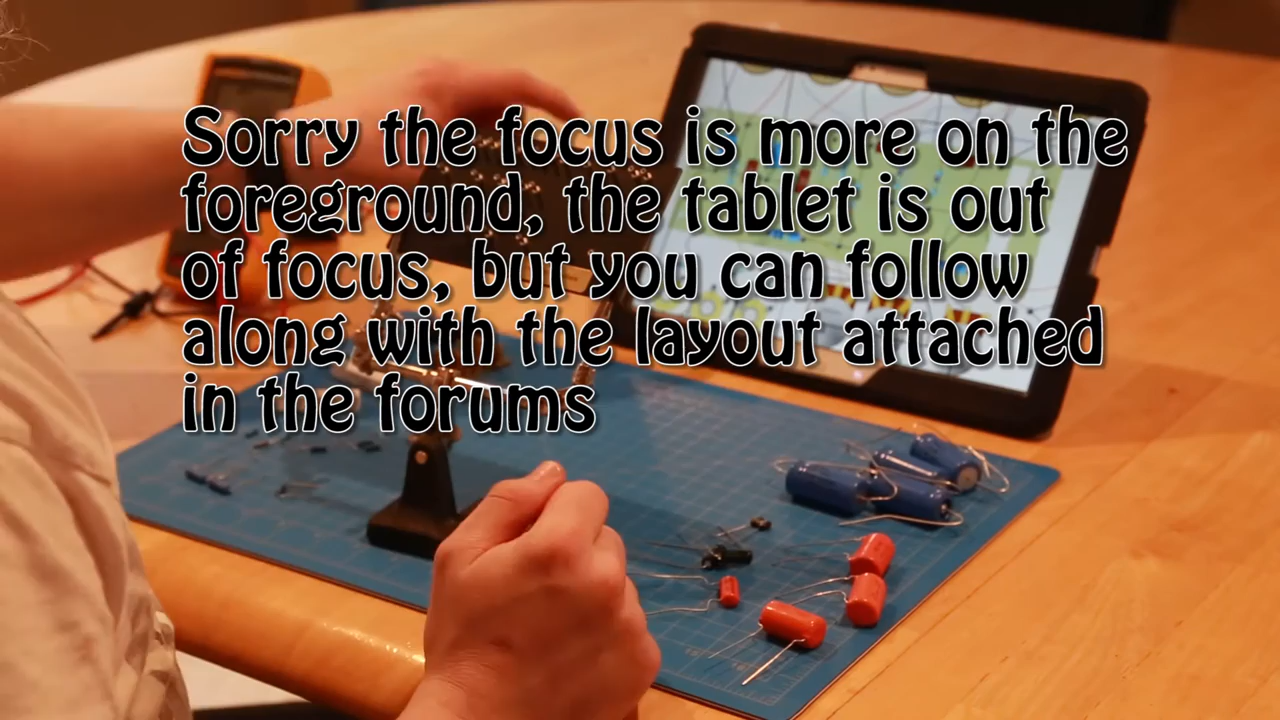 Sorry the focus is more on the
foreground, the tablet is out
of focus, but you can follow
along with the layout attached
in the forums